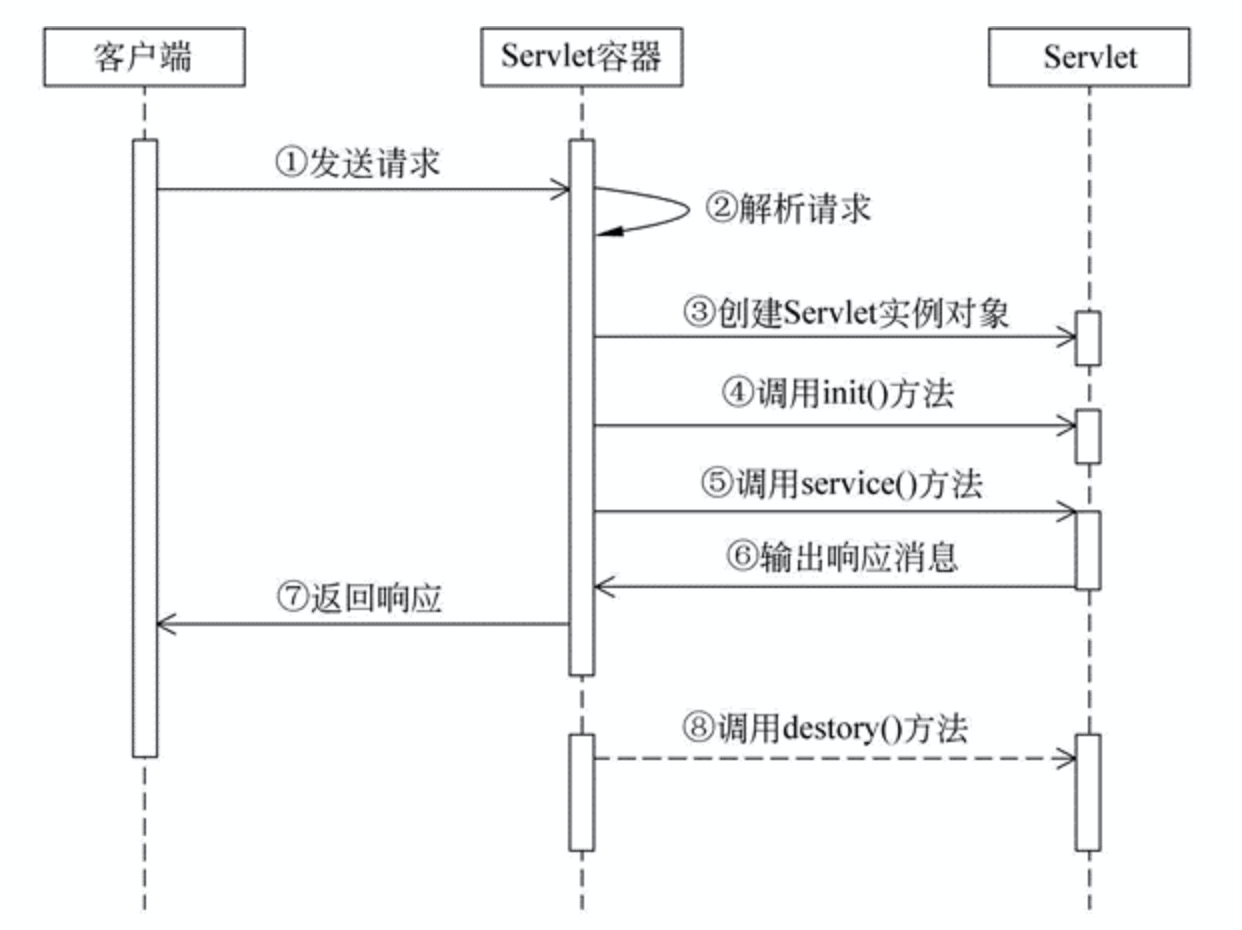 客户端
Servlet容器
Servlet
①发送请求
②解析请求
③创建Servlet实例对象
④调用init()方法
⑤调用service()方法
⑥输出响应消息
⑦返回响应
⑧调用destory()方法